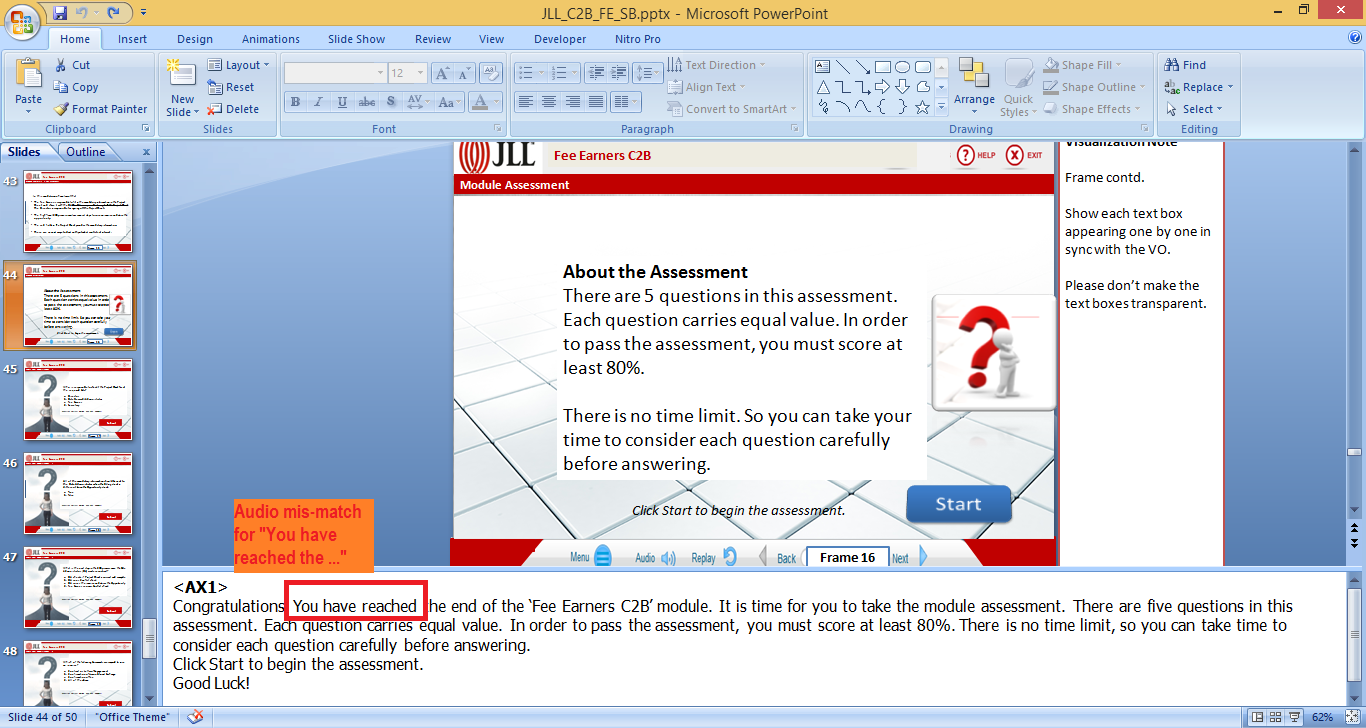 JLL_C2B_FE_SB.pptx - Microsoft PowerPoint
Home Insert Design Animations Slide Show Review View Developer Nitro Pro
Paste
Cut
Copy
Format Painter
Clipboard
New Slide
Layout
Reset
Delete
Slides
12
B I U abc S AV Aa A
Font
Text Direction
Align Text
Convert to SmartArt
Paragraph
Arrange
Quick Styles
Shape Fill
Shape Outline
Shape Effects
Drawing
Find
Replace
Select
Editing
Slides Outline x
43
44
45
46
47
48
JLL
Fee Earners C2B
HELP
EXIT
Module Assessment
About the Assessment
There are 5 questions in this assessment.
Each question carries equal value. In order
to pass the assessment, you must score at
least 80%.
There is no time limit. So you can take your
time to consider each question carefully
before answering.
Click Start to begin the assessment.
Start
Menu Audio Replay Back Frame 16 Next
Visualization Note
Frame contd.
Show each text box
appearing one by one in
sync with the VO.
Please don’t make the
text boxes transparent.
Audio mis-match
for "You have
reached the ..."
<AX1>
Congratulations You have reached the end of the ‘Fee Earners C2B’ module. It is time for you to take the module assessment. There are five questions in this
assessment. Each question carries equal value. In order to pass the assessment, you must score at least 80%. There is no time limit, so you can take time to
consider each question carefully before answering.
Click Start to begin the assessment.
Good Luck!
Slide 44 of 50 "Office Theme" 62%